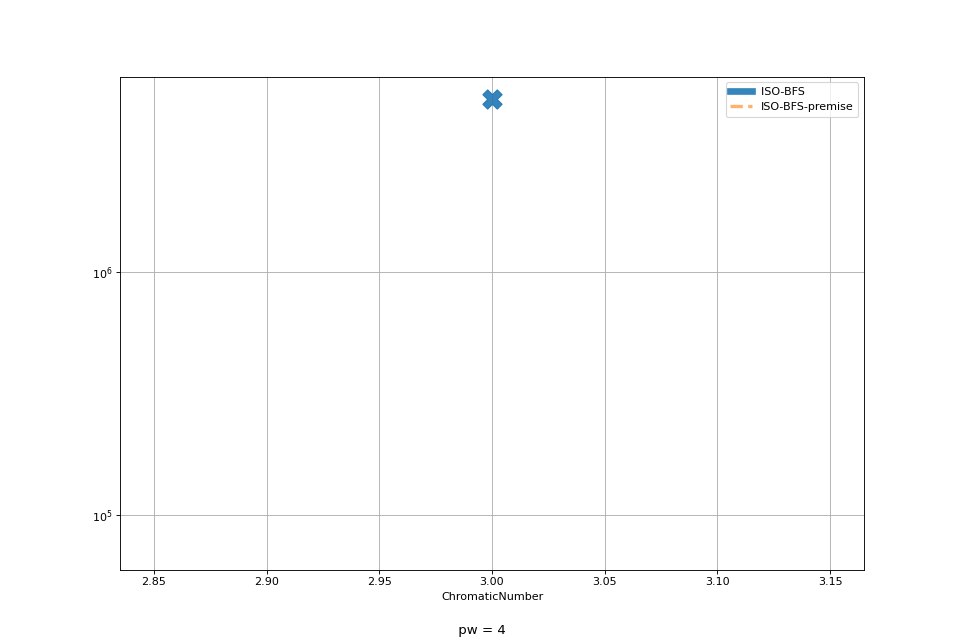 ISO-BFS
ISO-BFS-premise
10^6
10^5
2.85 2.90 2.95 3.00 3.05 3.10 3.15
ChromaticNumber
pw = 4